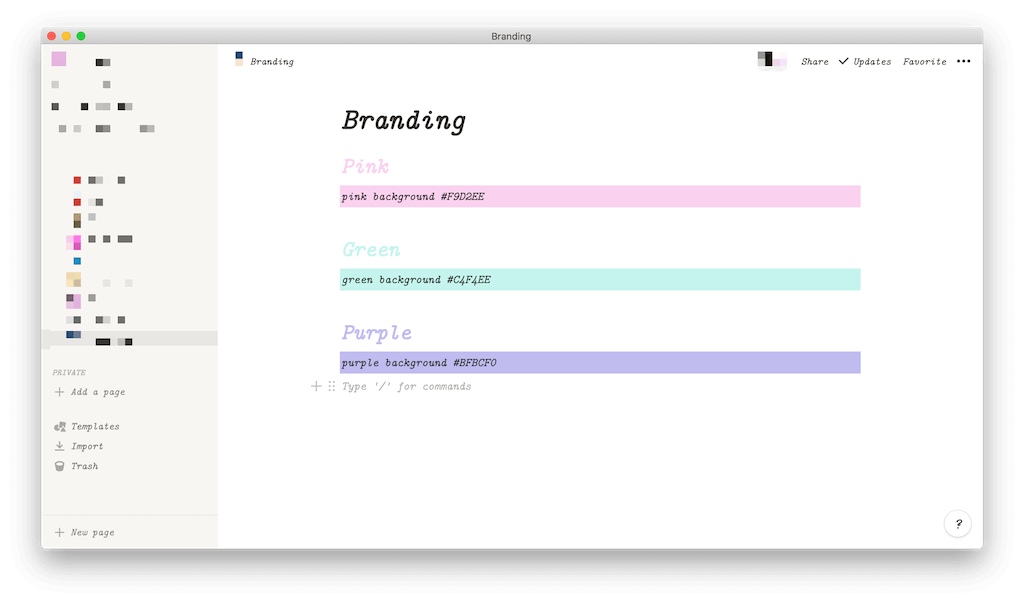 Branding
Branding
Share
Updates
Favorite
Branding
Pink
pink background #F9D2EE
Green
green background #C4F4EE
Purple
purple background #BFBCF0
Type '/' for commands
PRIVATE
Add a page
Templates
Import
Trash
New page
?